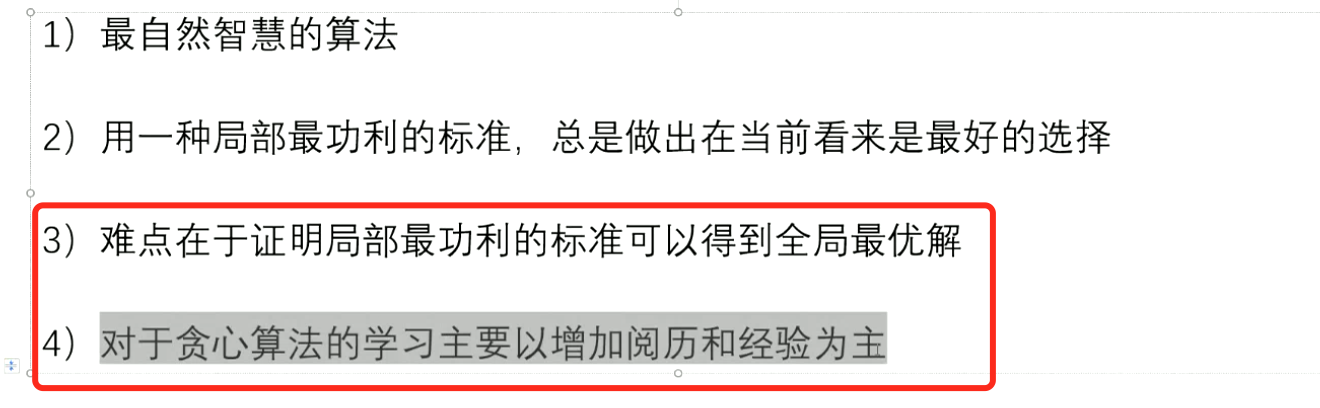 1）最自然智慧的算法
2）用一种局部最功利的标准，总是做出在当前看来是最好的选择
3）难点在于证明局部最功利的标准可以得到全局最优解
4）对于贪心算法的学习主要以增加阅历和经验为主